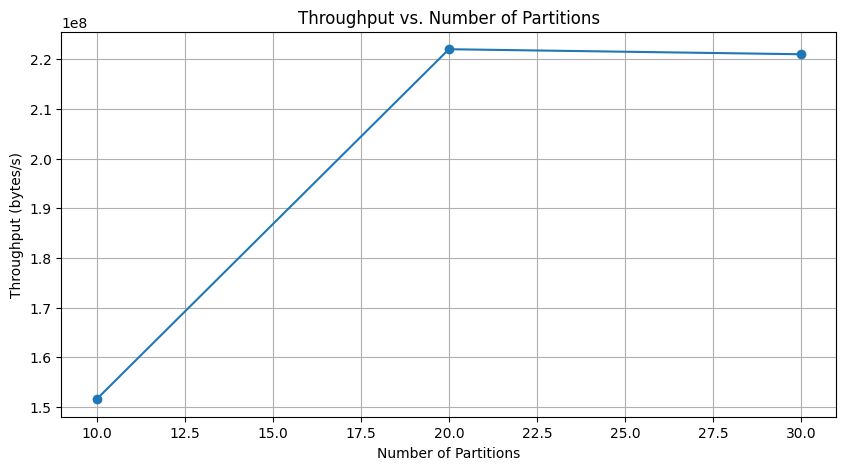 Throughput vs. Number of Partitions
1e8
2.2
2.1
2.0
1.9
1.8
1.7
1.6
1.5
Throughput (bytes/s)
10.0 12.5 15.0 17.5 20.0 22.5 25.0 27.5 30.0
Number of Partitions